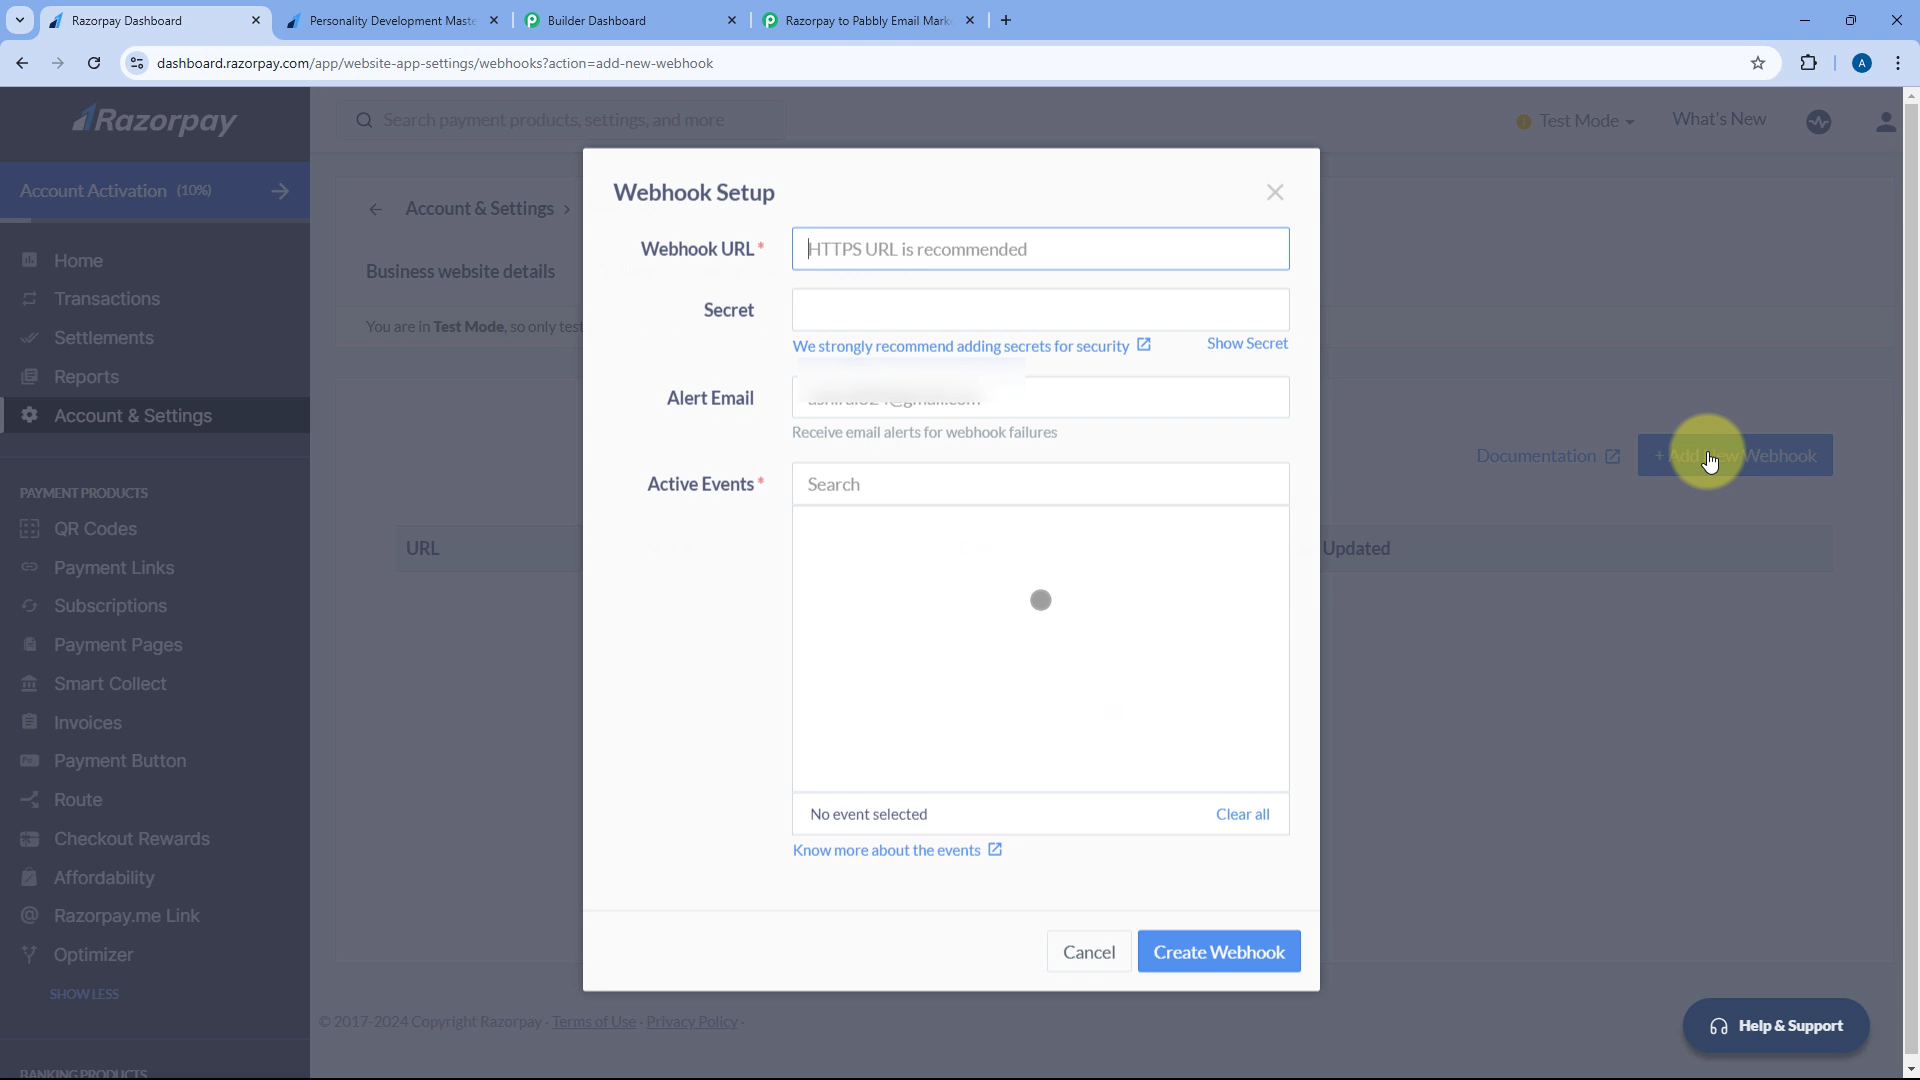 Razorpay Dashboard
Personality Development Maste
Builder Dashboard
Razorpay to Pabbly Email Mark
dashboard.razorpay.com/app/website-app-settings/webhooks?action=add-new-webhook
A
Razorpay
Search payment products, settings, and more
Test Mode
What's New
Account Activation (10%)
Account & Settings >
Business website details
You are in Test Mode, so only test
Home
Transactions
Settlements
Reports
Account & Settings
PAYMENT PRODUCTS
QR Codes
Payment Links
Subscriptions
Payment Pages
Smart Collect
Invoices
Payment Button
Route
Checkout Rewards
Affordability
Razorpay.me Link
Optimizer
SHOW LESS
BANKING PRODUCTS
Documentation
+ Add New Webhook
URL
Updated
Webhook Setup
Webhook URL*
HTTPS URL is recommended
Secret
We strongly recommend adding secrets for security
Show Secret
Alert Email
Receive email alerts for webhook failures
Active Events*
Search
No event selected
Clear all
Know more about the events
Cancel
Create Webhook
© 2017-2024 Copyright Razorpay · Terms of Use · Privacy Policy ·
Help & Support